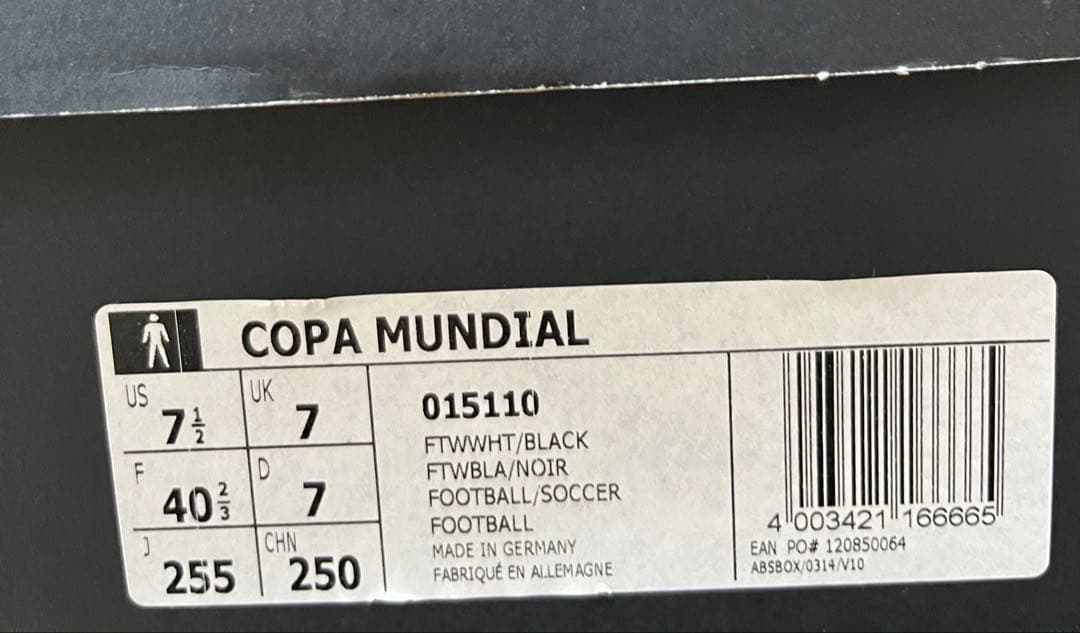 COPA MUNDIAL
US 7½ UK 7
F 40⅔ D 7
J 255 CHN 250
015110
FTWWHT/BLACK
FTWBLA/NOIR
FOOTBALL/SOCCER
FOOTBALL
MADE IN GERMANY
FABRIQUÉ EN ALLEMAGNE
4 003421 166665
EAN PO# 120850064
ABSBOX/0314/V10